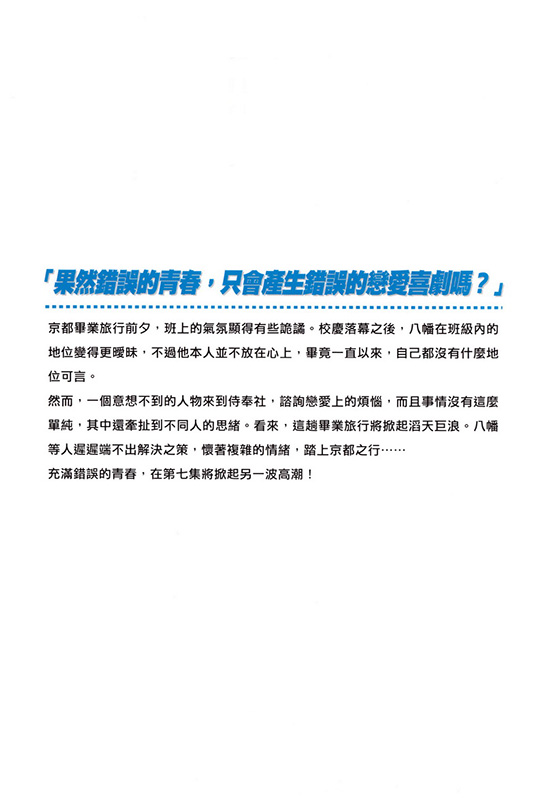 「果然錯誤的青春，只會產生錯誤的戀愛喜劇嗎？」
京都畢業旅行前夕，班上的氣氛顯得有些詭譎。校慶落幕之後，八幡在班級內的
地位變得更曖昧，不過他本人並不放在心上，畢竟一直以來，自己都沒有什麼地
位可言。
然而，一個意想不到的人物來到侍奉社，諮詢戀愛上的煩惱，而且事情沒有這麼
單純，其中還牽扯到不同人的思緒。看來，這趟畢業旅行將掀起滔天巨浪。八幡
等人遲遲端不出解決之策，懷著複雜的情緒，踏上京都之行⋯⋯
充滿錯誤的青春，在第七集將掀起另一波高潮！